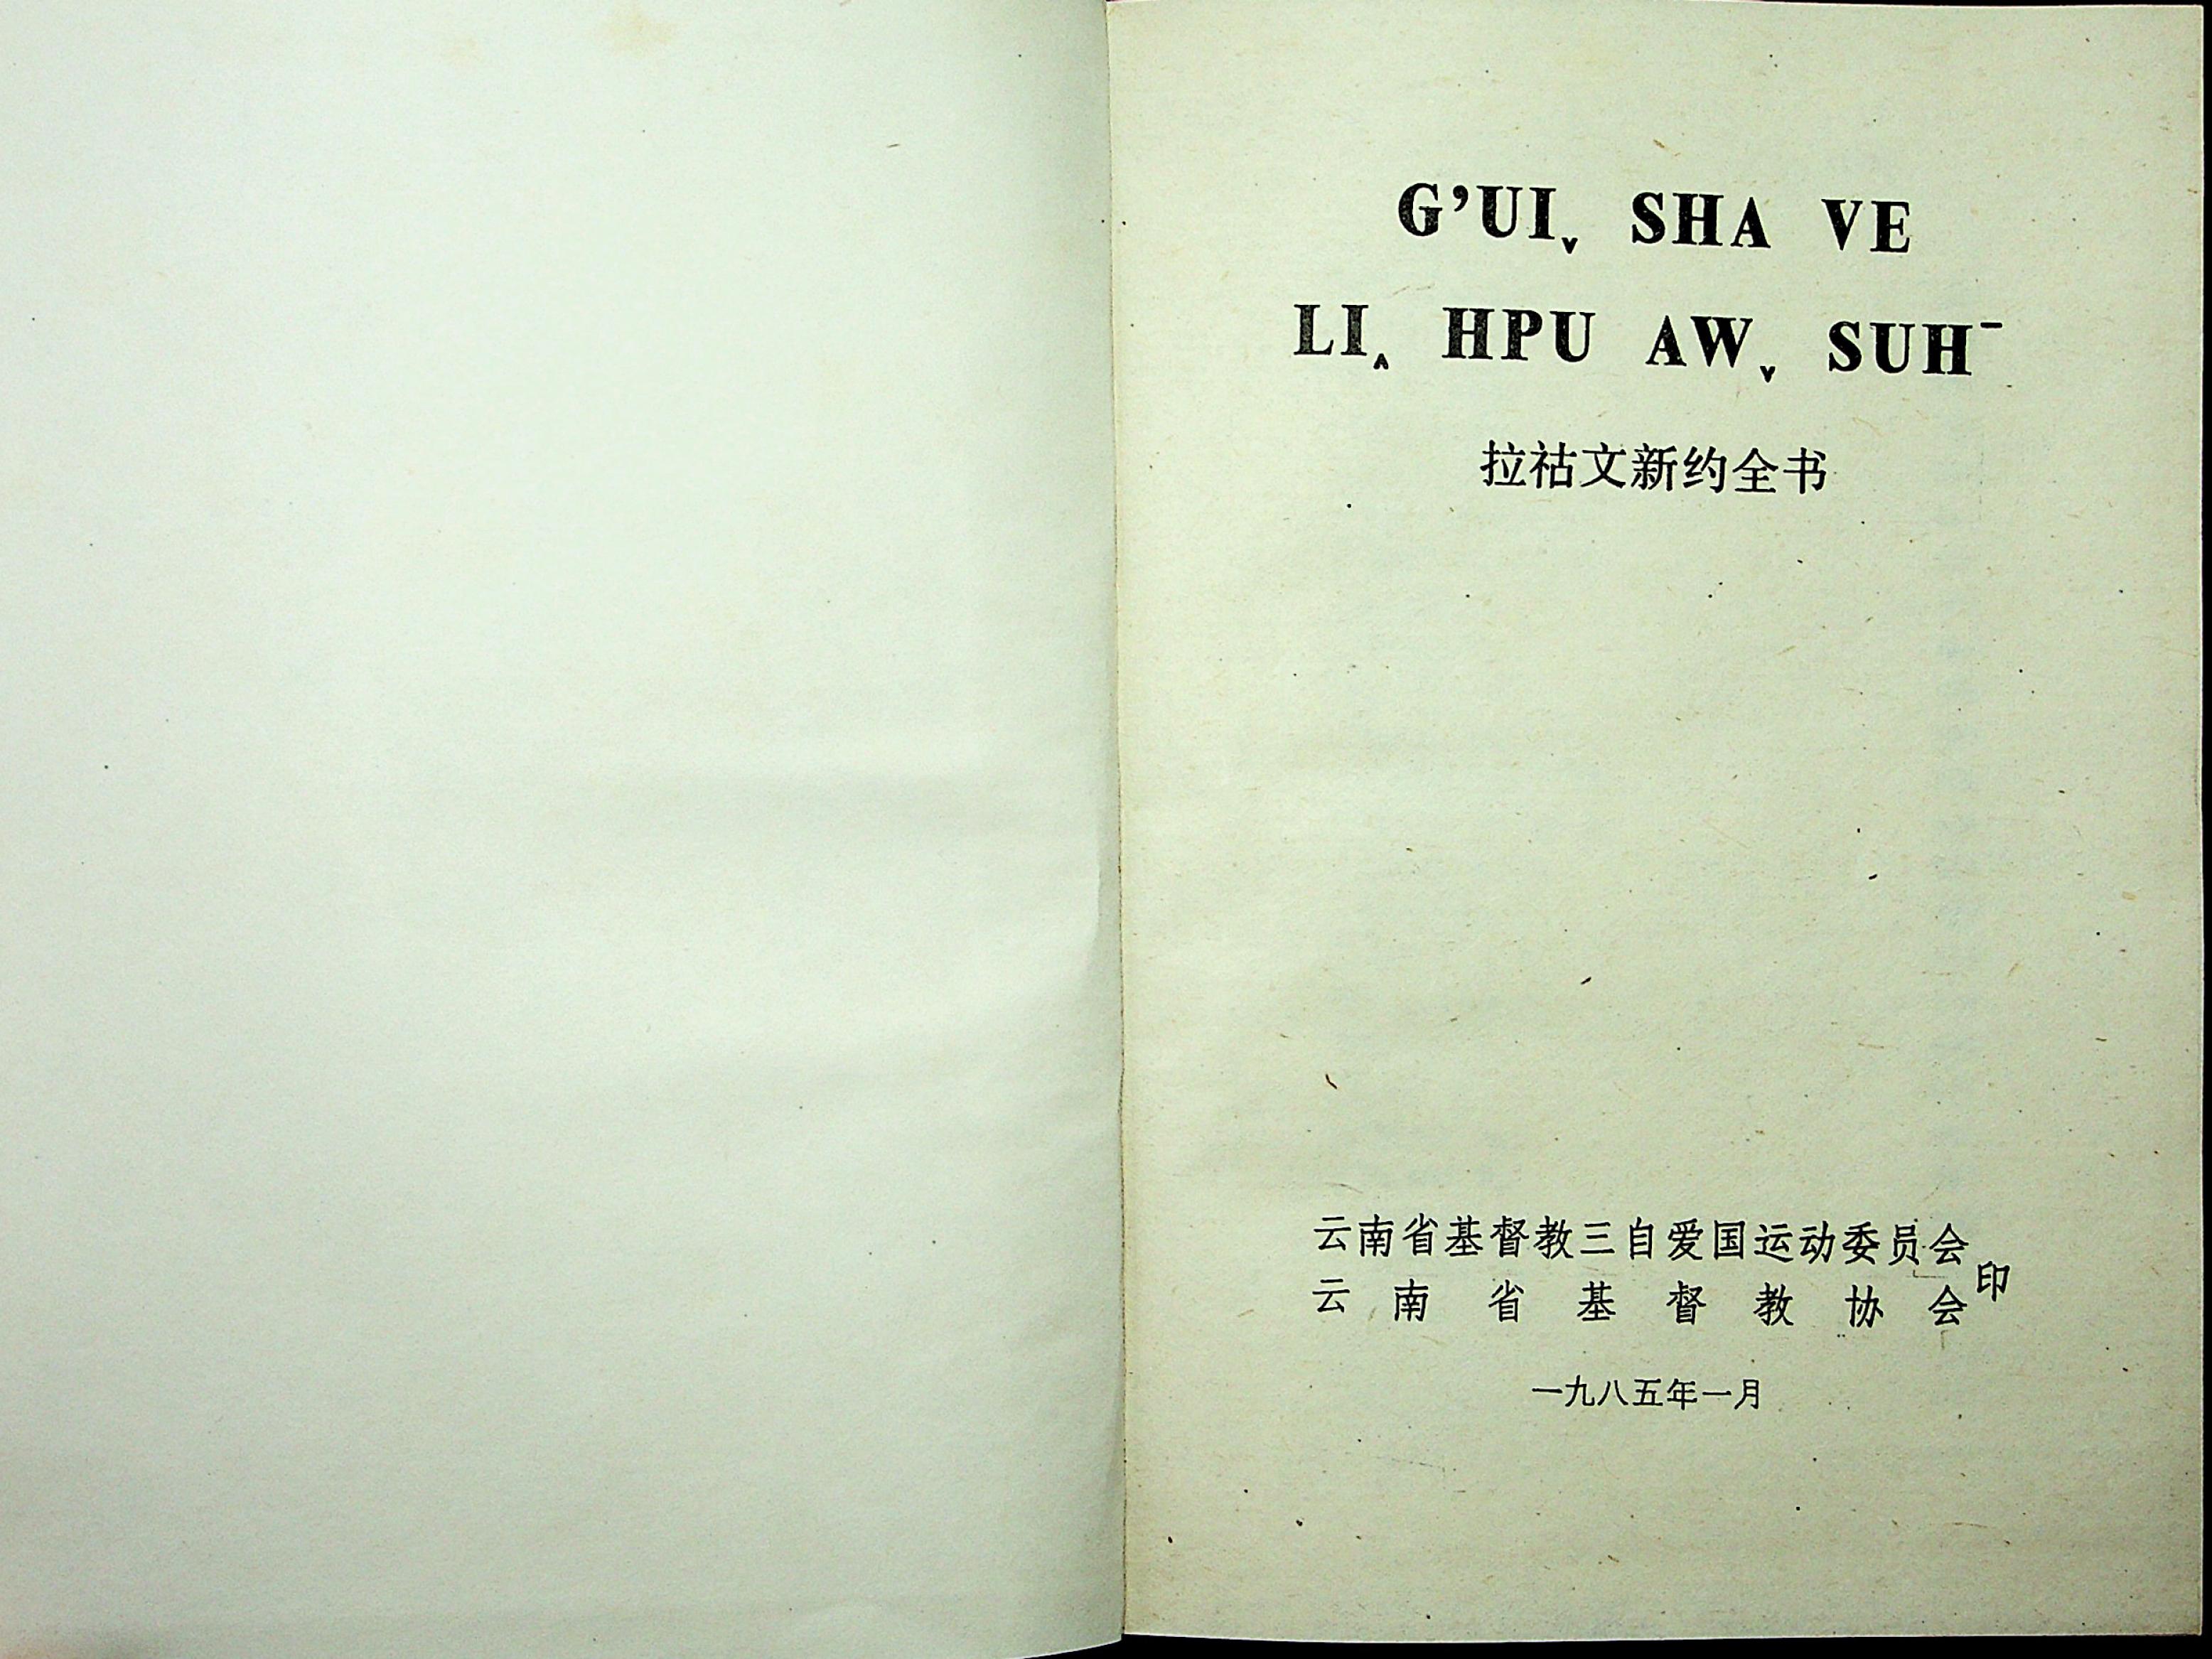 G’UIˬ SHA VE
LIꞈ HPU AWˬ SUHˉ
拉祜文新约全书
云南省基督教三自爱国运动委员会
云南省基督教协会
印
一九八五年一月